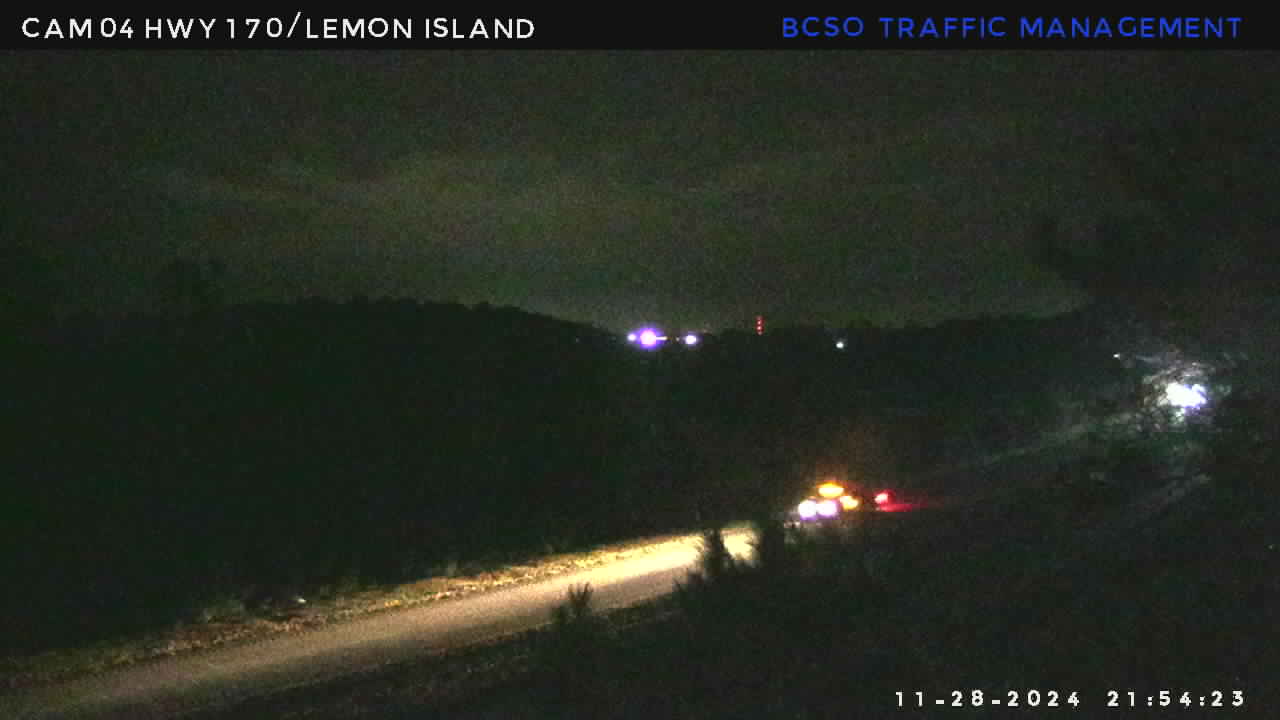 CAM04 HWY 170/LEMON ISLAND
BCSO TRAFFIC MANAGEMENT
11-28-2024 21:54:23